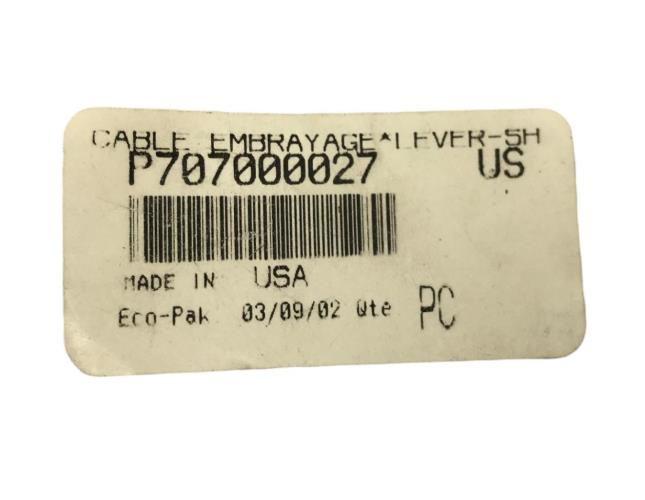 CABLE EMBRAYAGE*LEVER-SH
P707000027 US
MADE IN USA
Eco-Pak 03/09/02 Qte PC